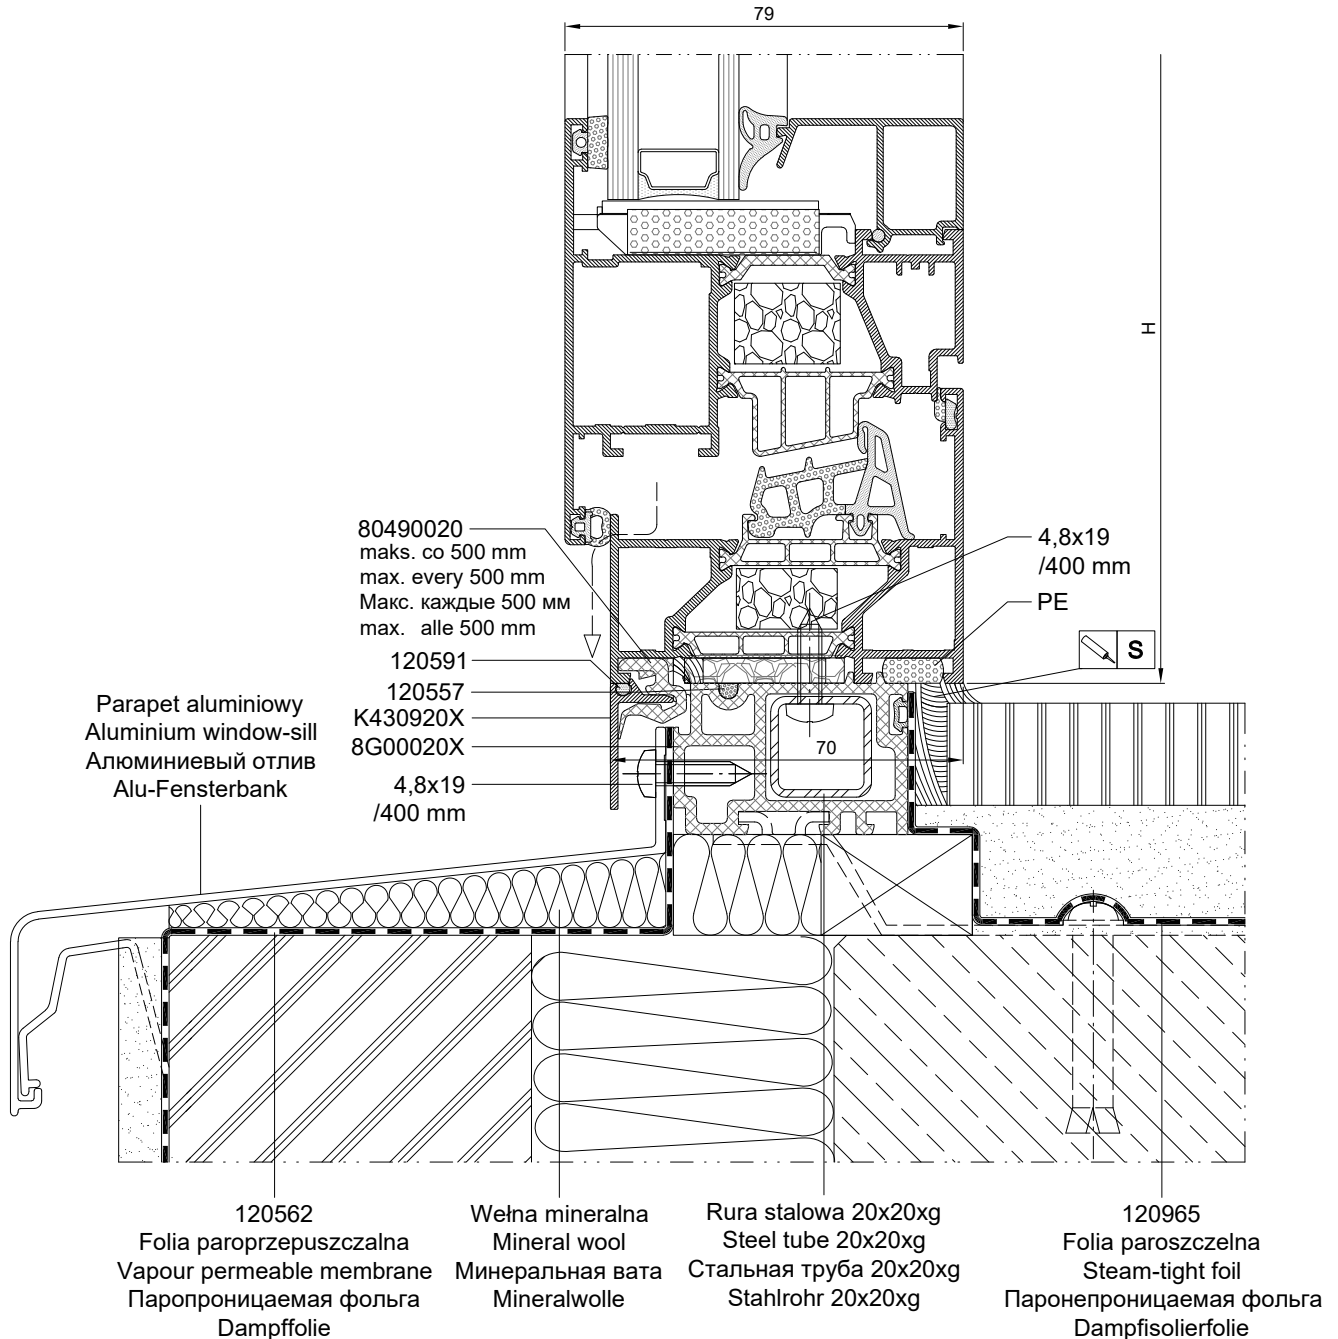 79
H
80490020
maks. co 500 mm
max. every 500 mm
Макс. каждые 500 мм
max. alle 500 mm
4,8x19
/400 mm
PE
S
120591
120557
K430920X
8G00020X
4,8x19
/400 mm
70
Parapet aluminiowy
Aluminium window-sill
Алюминиевый отлив
Alu-Fensterbank
120562
Folia paroprzepuszczalna
Vapour permeable membrane
Паропроницаемая фольга
Dampffolie
Wełna mineralna
Mineral wool
Минеральная вата
Mineralwolle
Rura stalowa 20x20xg
Steel tube 20x20xg
Стальная труба 20x20xg
Stahlrohr 20x20xg
120965
Folia paroszczelna
Steam-tight foil
Паронепроницаемая фольга
Dampfisolierfolie